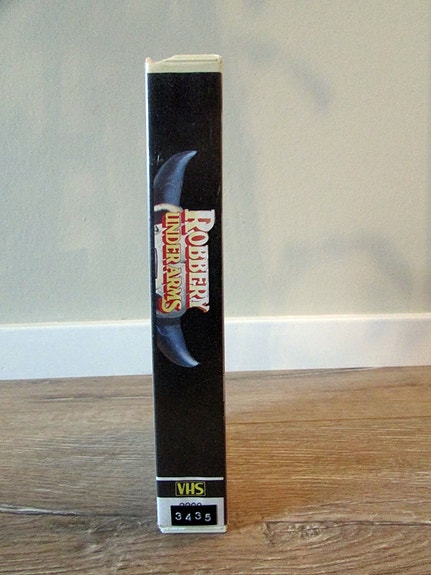 ROBBERY
UNDER ARMS
VHS
3435